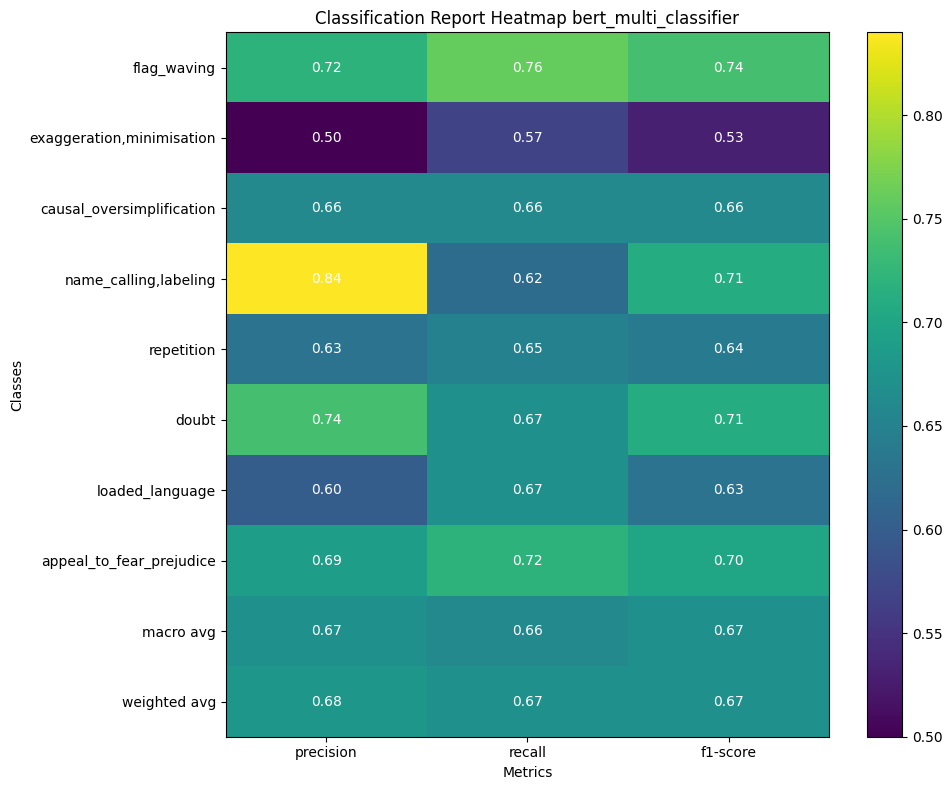 Classification Report Heatmap bert_multi_classifier
flag_waving 0.72 0.76 0.74
exaggeration,minimisation 0.50 0.57 0.53
causal_oversimplification 0.66 0.66 0.66
name_calling,labeling 0.84 0.62 0.71
repetition 0.63 0.65 0.64
doubt 0.74 0.67 0.71
loaded_language 0.60 0.67 0.63
appeal_to_fear_prejudice 0.69 0.72 0.70
macro avg 0.67 0.66 0.67
weighted avg 0.68 0.67 0.67
precision recall f1-score
Metrics
Classes
0.80
0.75
0.70
0.65
0.60
0.55
0.50